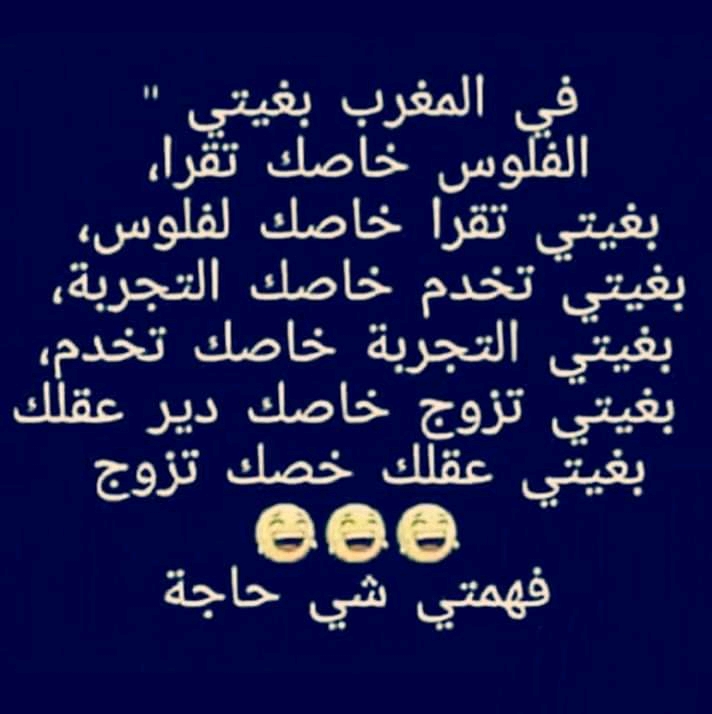 في المغرب بغيتي "
الفلوس خاصك تقرا،
بغيتي تقرا خاصك لفلوس،
بغيتي تخدم خاصك التجربة،
بغيتي التجربة خاصك تخدم،
بغيتي تزوج خاصك دير عقلك
بغيتي عقلك خصك تزوج
😂😂😂
فهمتي شي حاجة